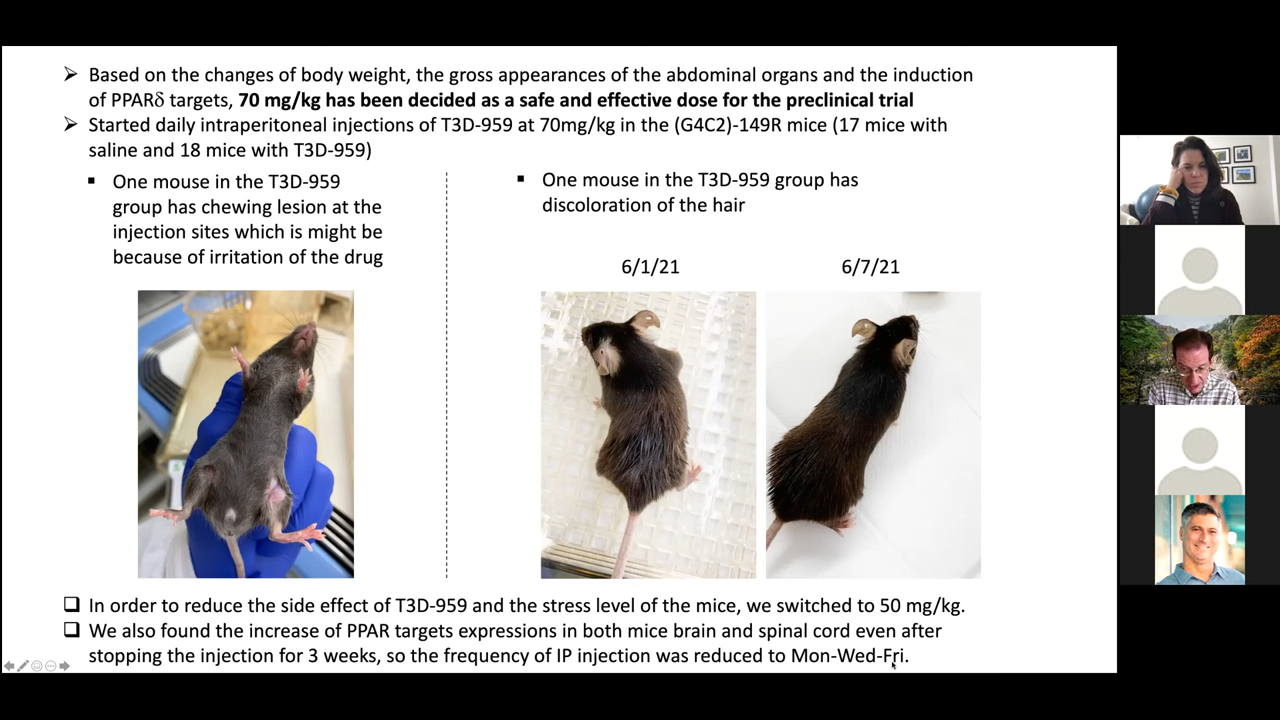 ➢ Based on the changes of body weight, the gross appearances of the abdominal organs and the induction
of PPARδ targets, 70 mg/kg has been decided as a safe and effective dose for the preclinical trial
➢ Started daily intraperitoneal injections of T3D-959 at 70mg/kg in the (G4C2)-149R mice (17 mice with
saline and 18 mice with T3D-959)
▪ One mouse in the T3D-959
group has chewing lesion at the
injection sites which is might be
because of irritation of the drug
▪ One mouse in the T3D-959 group has
discoloration of the hair
6/1/21
6/7/21
❑ In order to reduce the side effect of T3D-959 and the stress level of the mice, we switched to 50 mg/kg.
❑ We also found the increase of PPAR targets expressions in both mice brain and spinal cord even after
stopping the injection for 3 weeks, so the frequency of IP injection was reduced to Mon-Wed-Fri.